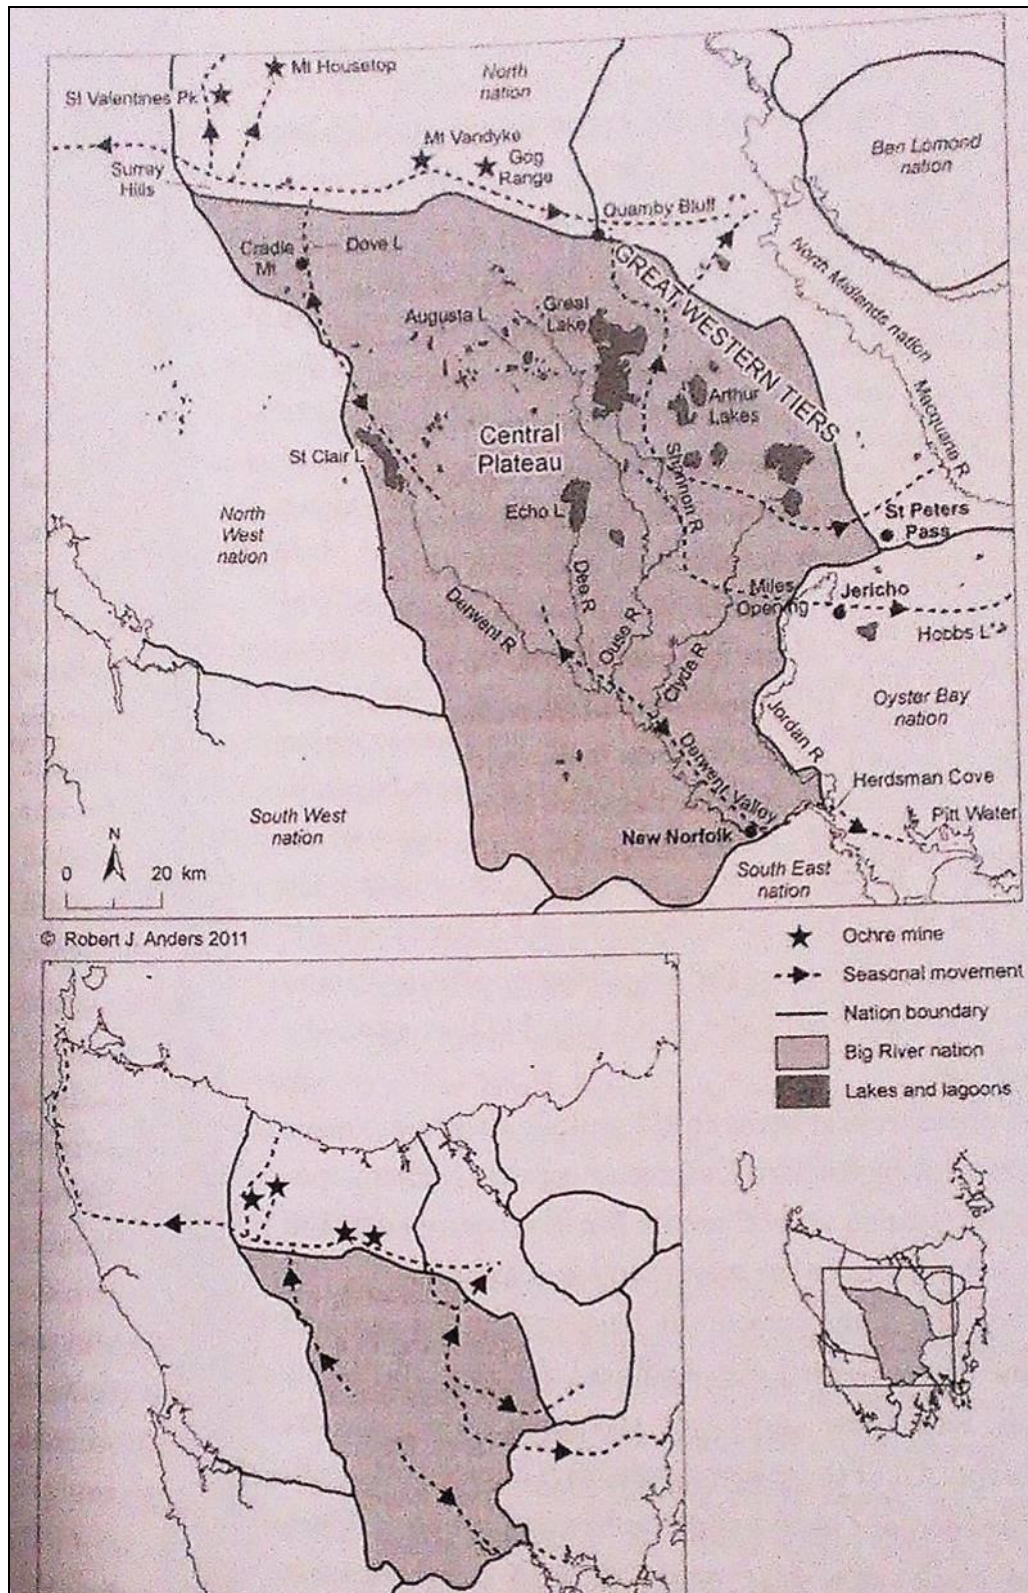 Mt Housetop
St Valentines Pk
North
nation
Mt Vandyke
Gog
Range
Ben Lomond
nation
Surrey
Hills
Quamby Bluff
Cradle
Mt
Dove L
GREAT WESTERN TIERS
North Midlands nation
Augusta L
Great
Lake
Arthur
Lakes
Macquarie R
Central
Plateau
St Clair L
Shannon R
Echo L
St Peters
Pass
North
West
nation
Dee R
Miles
Opening
Jericho
Hobbs L
Derwent R
Ouse R
Clyde R
Oyster Bay
nation
Jordan R
Derwent Valley
Herdsman Cove
Pitt Water
South West
nation
New Norfolk
South East
nation
N
0 20 km
© Robert J. Anders 2011
Ochre mine
Seasonal movement
Nation boundary
Big River nation
Lakes and lagoons